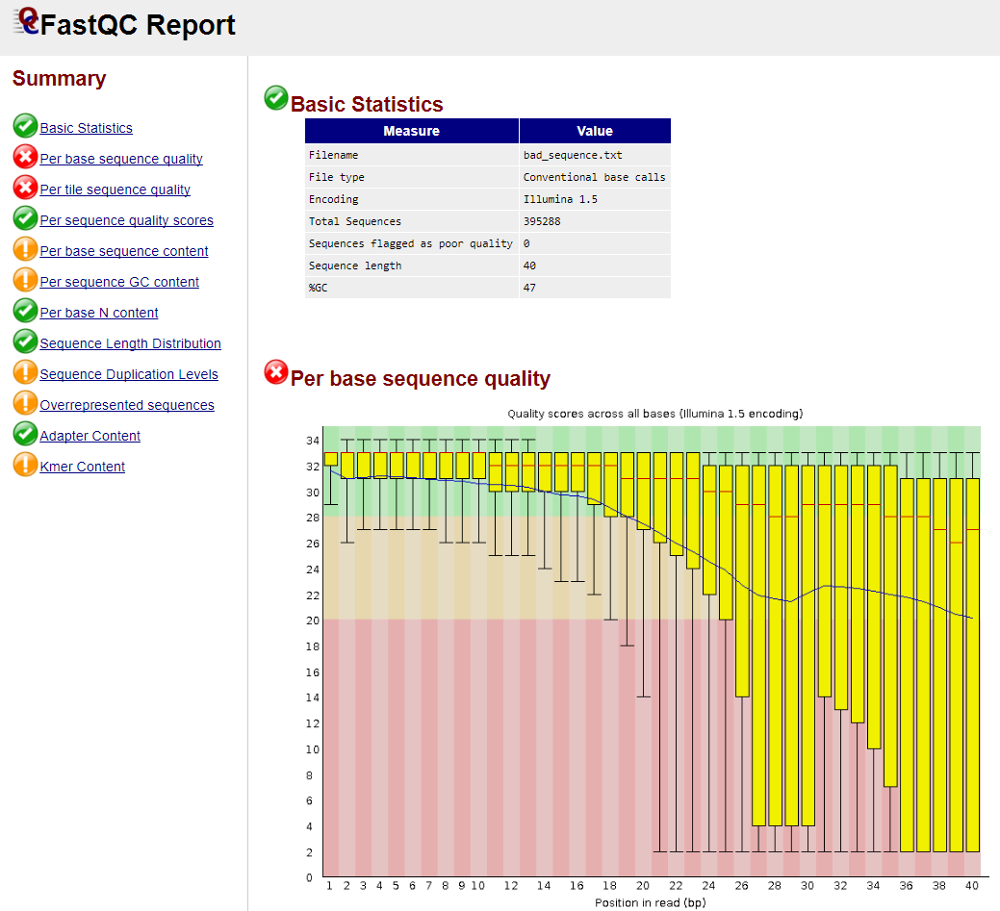 FastQC Report
Summary
Basic Statistics
Per base sequence quality
Per tile sequence quality
Per sequence quality scores
Per base sequence content
Per sequence GC content
Per base N content
Sequence Length Distribution
Sequence Duplication Levels
Overrepresented sequences
Adapter Content
Kmer Content
Basic Statistics
Measure Value
Filename bad_sequence.txt
File type Conventional base calls
Encoding Illumina 1.5
Total Sequences 395288
Sequences flagged as poor quality 0
Sequence length 40
%GC 47
Per base sequence quality
Quality scores across all bases (Illumina 1.5 encoding)
34
32
30
28
26
24
22
20
18
16
14
12
10
8
6
4
2
0
1 2 3 4 5 6 7 8 9 10 12 14 16 18 20 22 24 26 28 30 32 34 36 38 40
Position in read (bp)